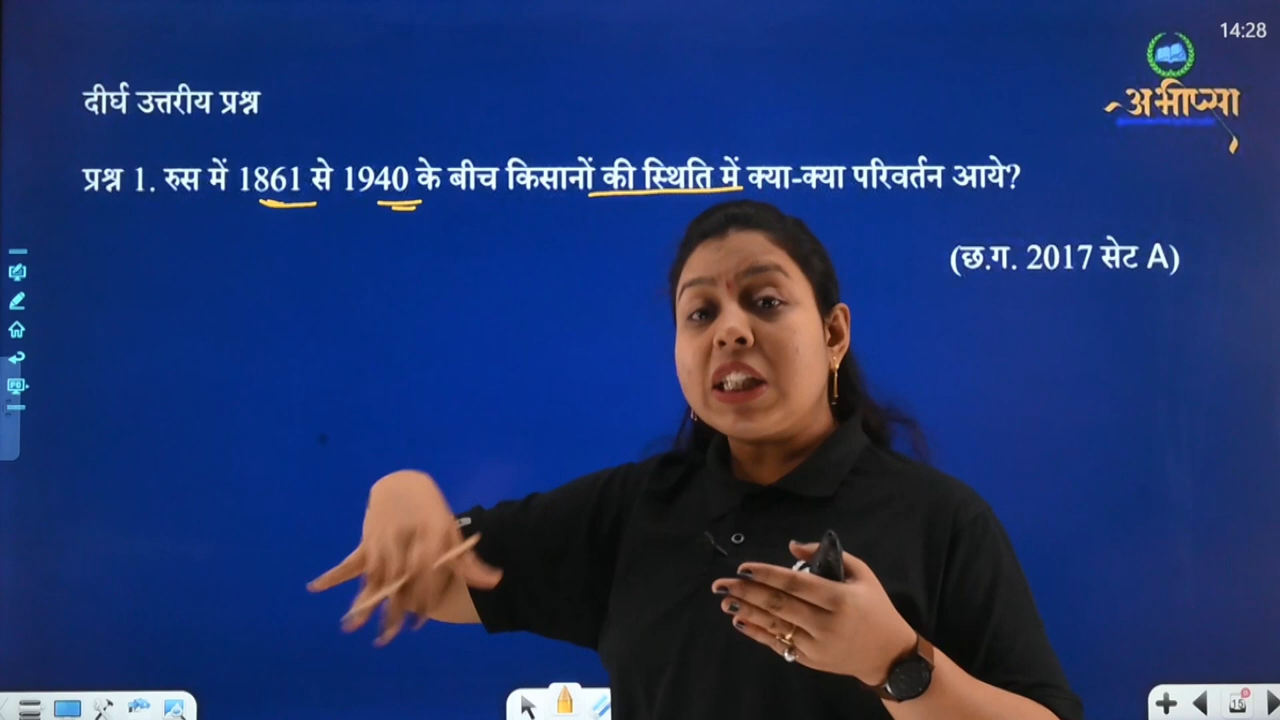 14:28
अभीप्सा
दीर्घ उत्तरीय प्रश्न
प्रश्न 1. रुस में 1861 से 1940 के बीच किसानों की स्थिति में क्या-क्या परिवर्तन आये?
(छ.ग. 2017 सेट A)